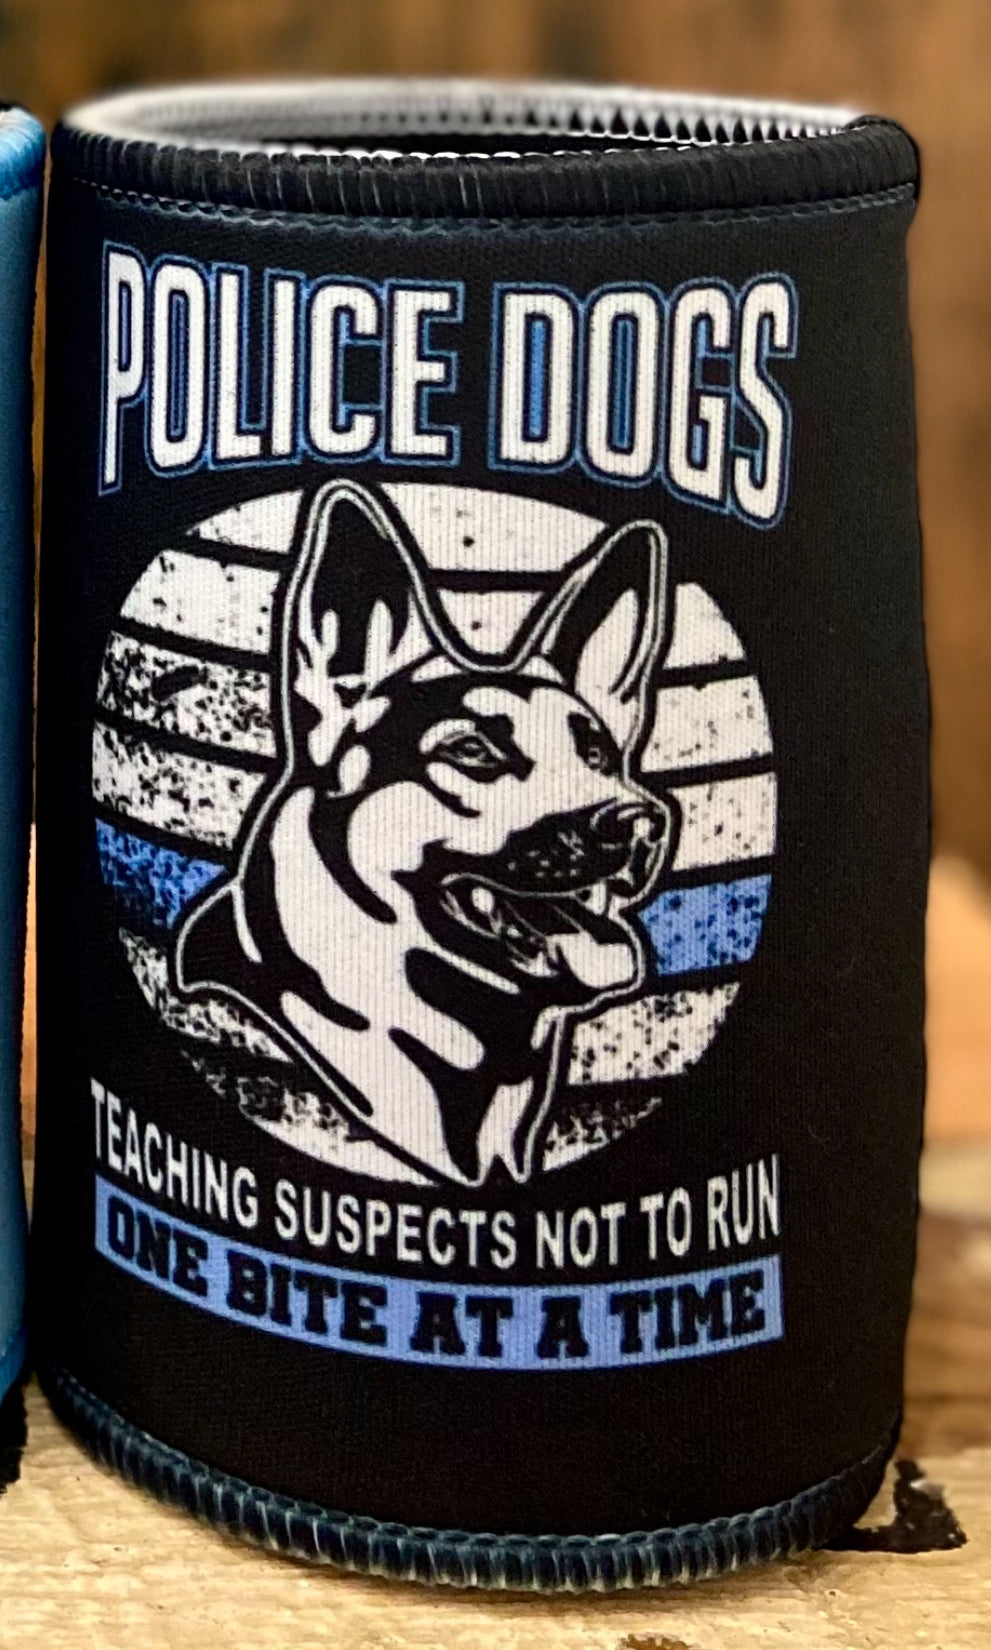 POLICE DOGS
TEACHING SUSPECTS NOT TO RUN
ONE BITE AT A TIME